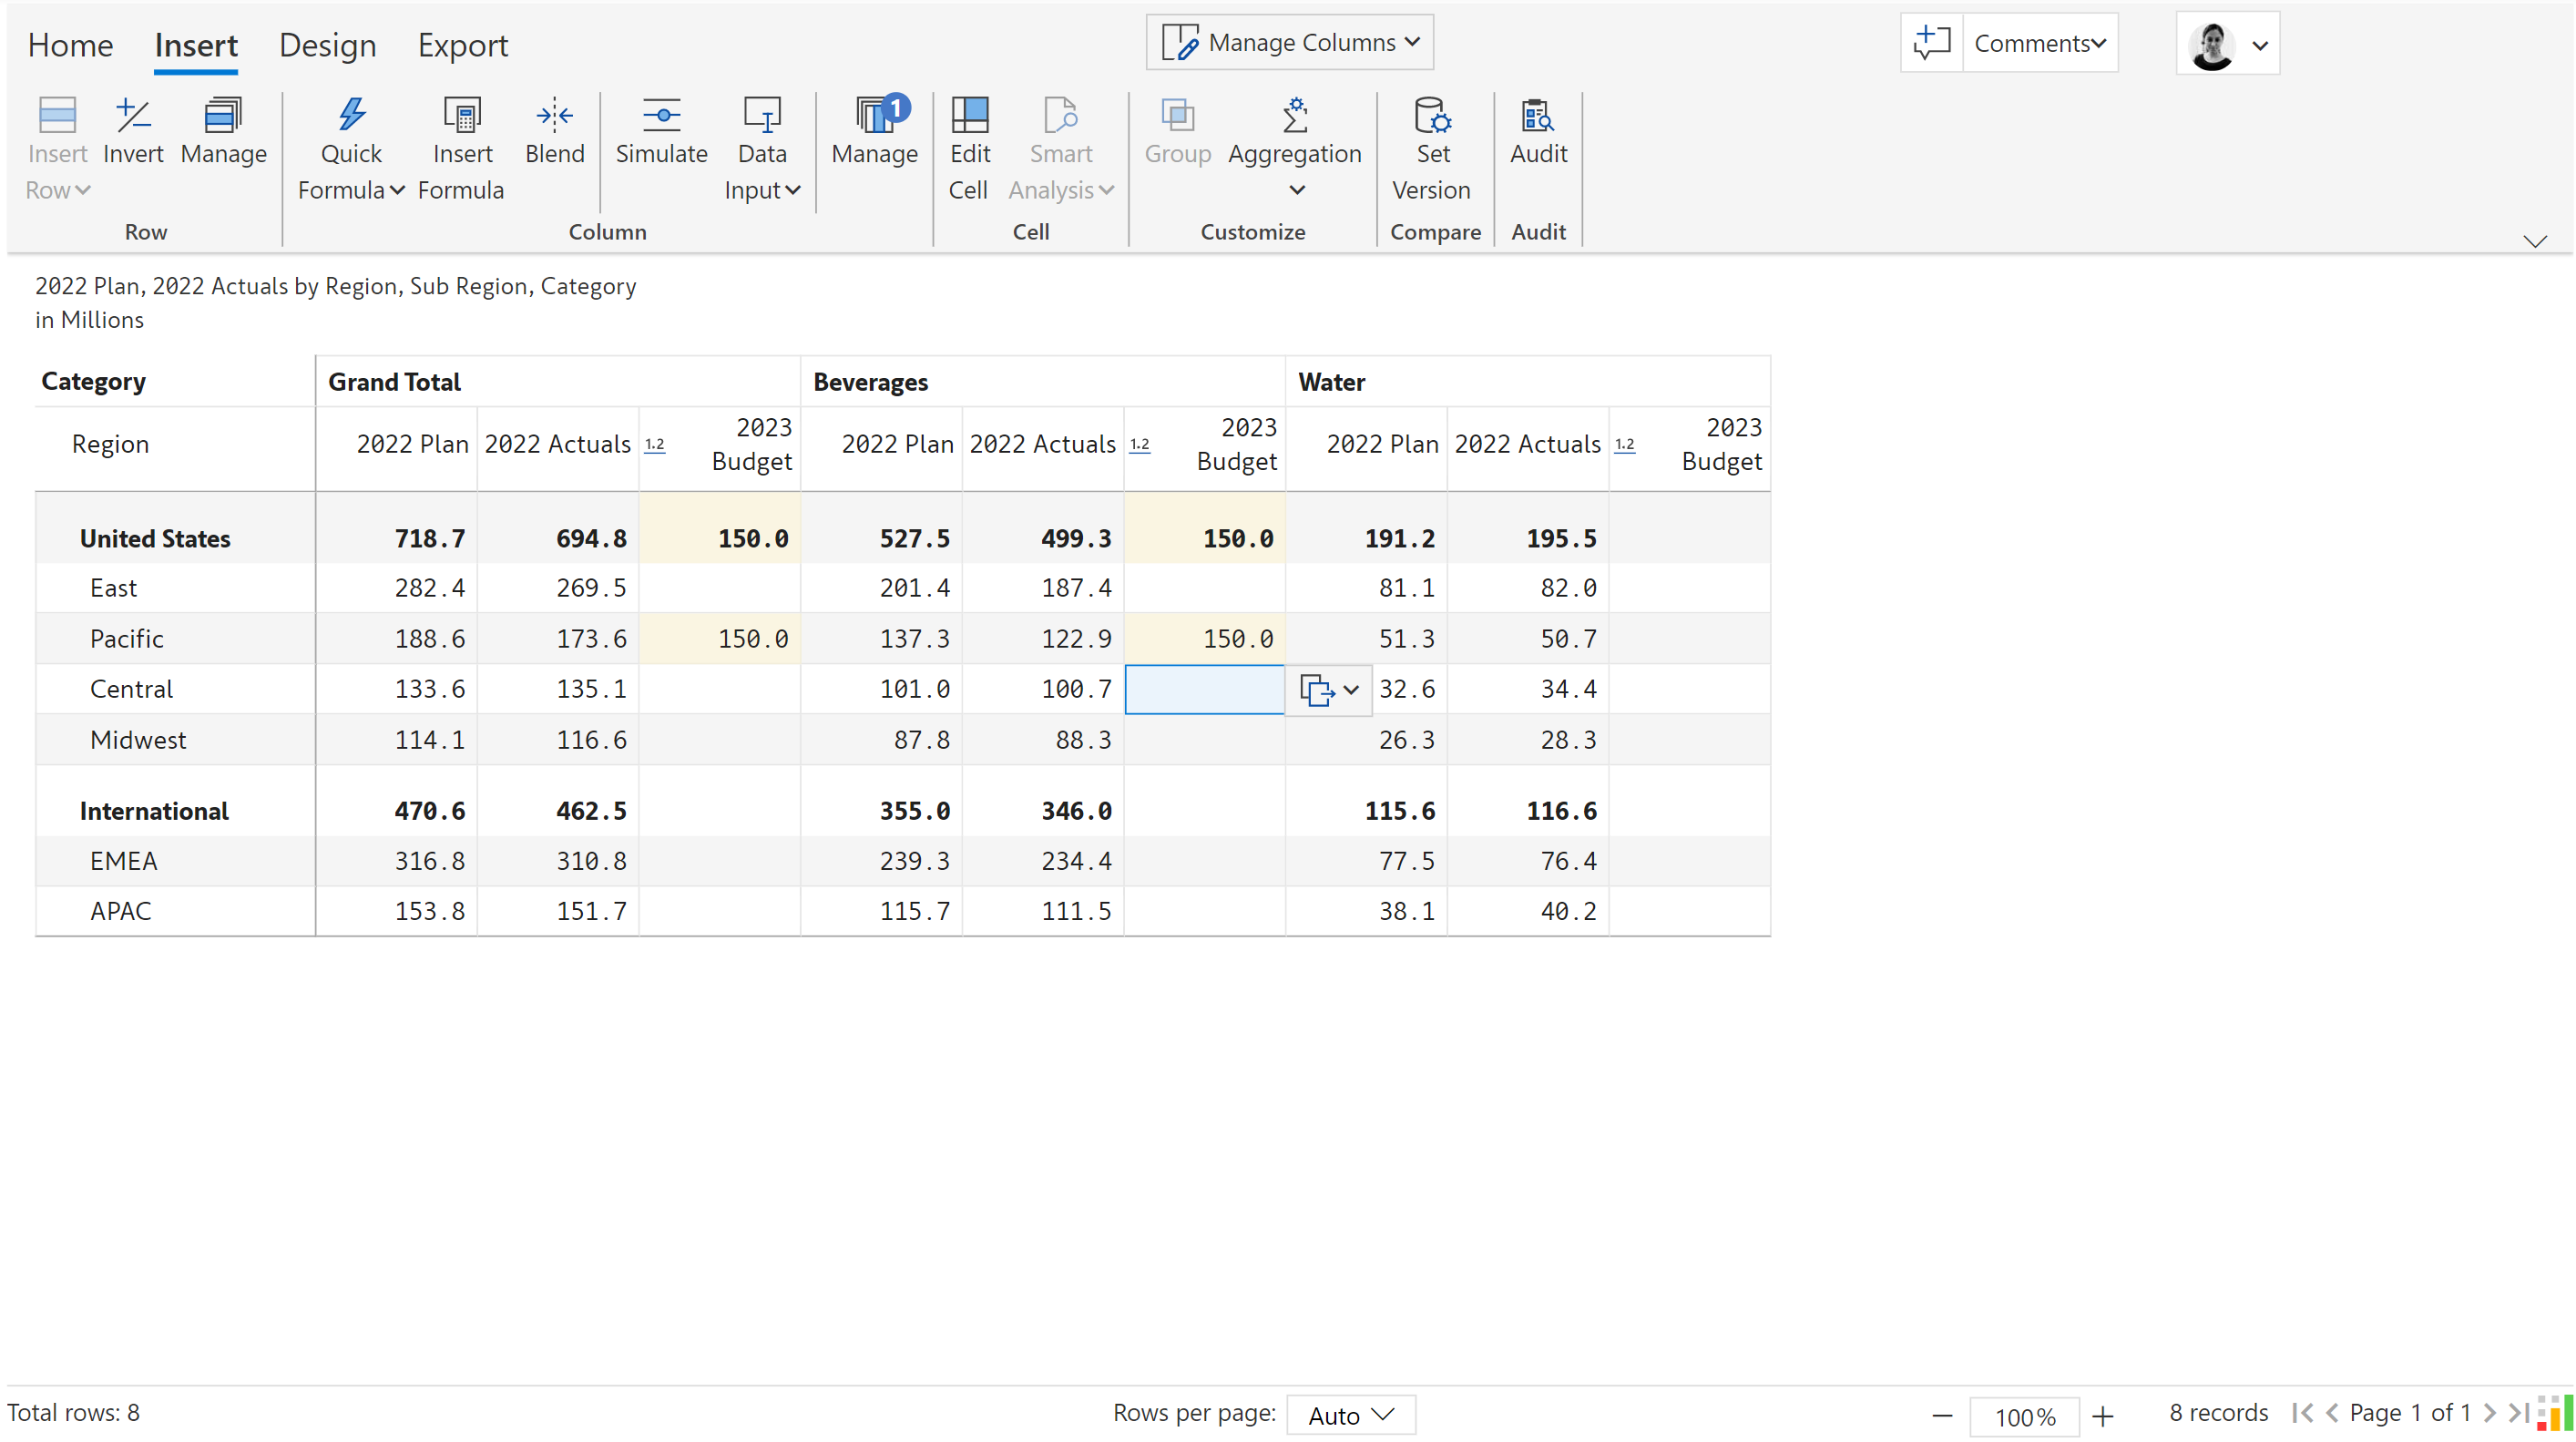 Home Insert Design Export Manage Columns Comments
Insert Row Invert Manage Quick Formula Insert Formula Blend Simulate Data Input Manage 1 Edit Cell Smart Analysis Group Aggregation Set Version Audit
Row Column Cell Customize Compare Audit
2022 Plan, 2022 Actuals by Region, Sub Region, Category
in Millions
Category Grand Total Beverages Water
Region 2022 Plan 2022 Actuals 1.2 2023 Budget 2022 Plan 2022 Actuals 1.2 2023 Budget 2022 Plan 2022 Actuals 1.2 2023 Budget
United States 718.7 694.8 150.0 527.5 499.3 150.0 191.2 195.5
East 282.4 269.5 201.4 187.4 81.1 82.0
Pacific 188.6 173.6 150.0 137.3 122.9 150.0 51.3 50.7
Central 133.6 135.1 101.0 100.7 32.6 34.4
Midwest 114.1 116.6 87.8 88.3 26.3 28.3
International 470.6 462.5 355.0 346.0 115.6 116.6
EMEA 316.8 310.8 239.3 234.4 77.5 76.4
APAC 153.8 151.7 115.7 111.5 38.1 40.2
Total rows: 8 Rows per page: Auto 100% 8 records Page 1 of 1